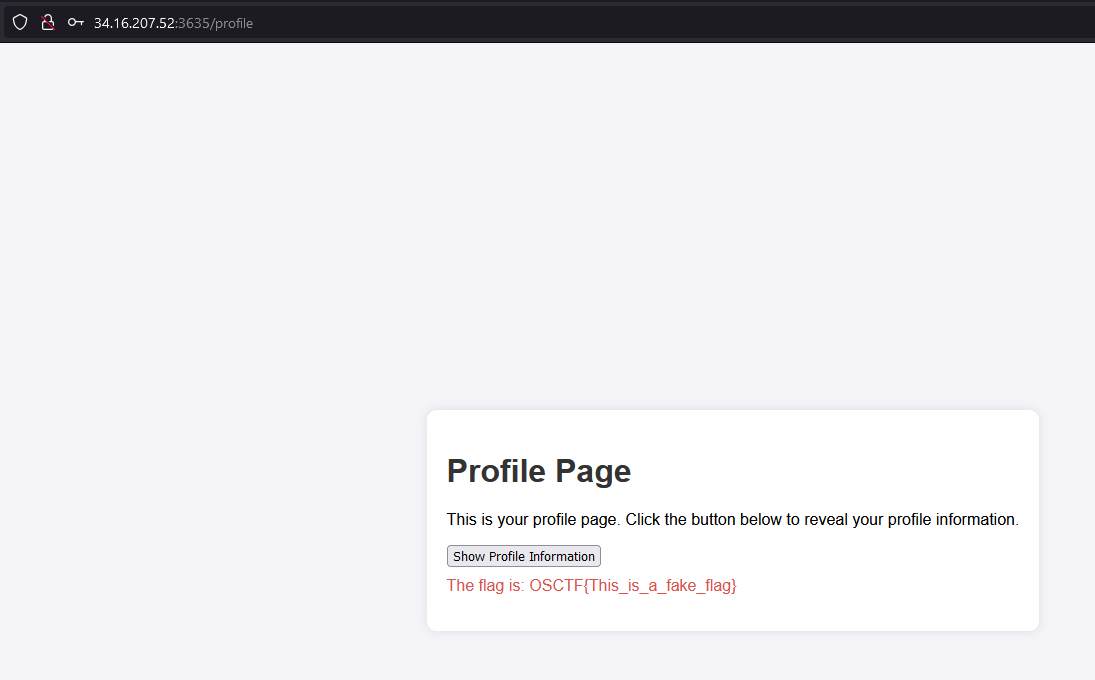 34.16.207.52:3635/profile
Profile Page
This is your profile page. Click the button below to reveal your profile information.
Show Profile Information
The flag is: OSCTF{This_is_a_fake_flag}